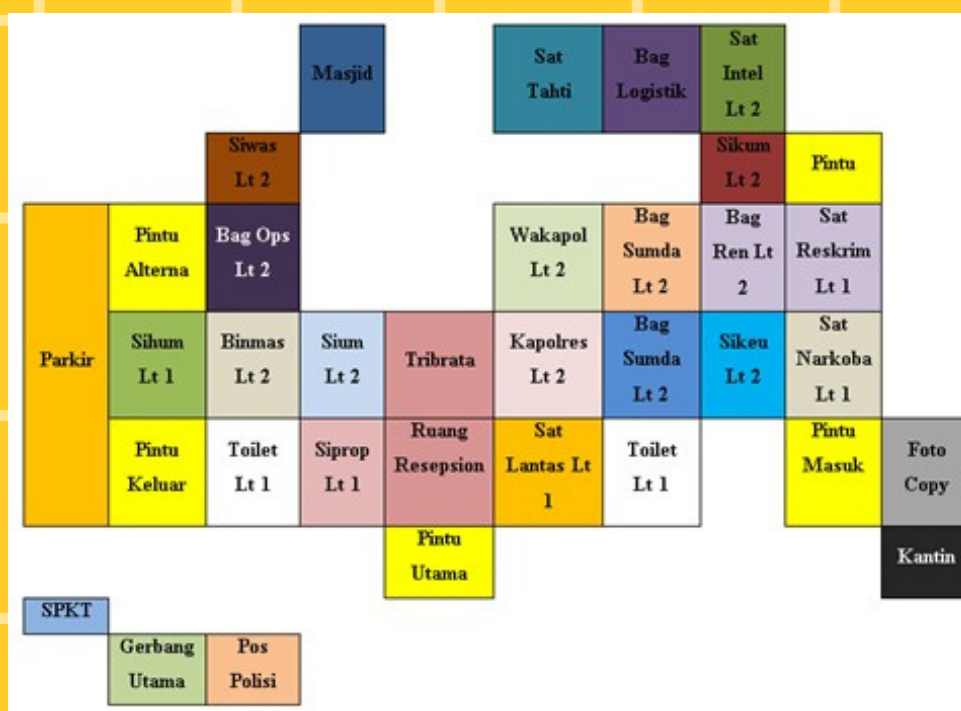 Masjid
Sat
Tahti
Bag
Logistik
Sat
Intel
Lt 2
Siwas
Lt 2
Sikum
Lt 2
Pintu
Parkir
Pintu
Alterna
Bag Ops
Lt 2
Wakapol
Lt 2
Bag
Sumda
Lt 2
Bag
Ren Lt
2
Sat
Reskrim
Lt 1
Sihum
Lt 1
Binmas
Lt 2
Sium
Lt 2
Tribrata
Kapolres
Lt 2
Bag
Sumda
Lt 2
Sikeu
Lt 2
Sat
Narkoba
Lt 1
Pintu
Keluar
Toilet
Lt 1
Siprop
Lt 1
Ruang
Resepsion
Sat
Lantas Lt
1
Toilet
Lt 1
Pintu
Masuk
Foto
Copy
Pintu
Utama
Kantin
SPKT
Gerbang
Utama
Pos
Polisi